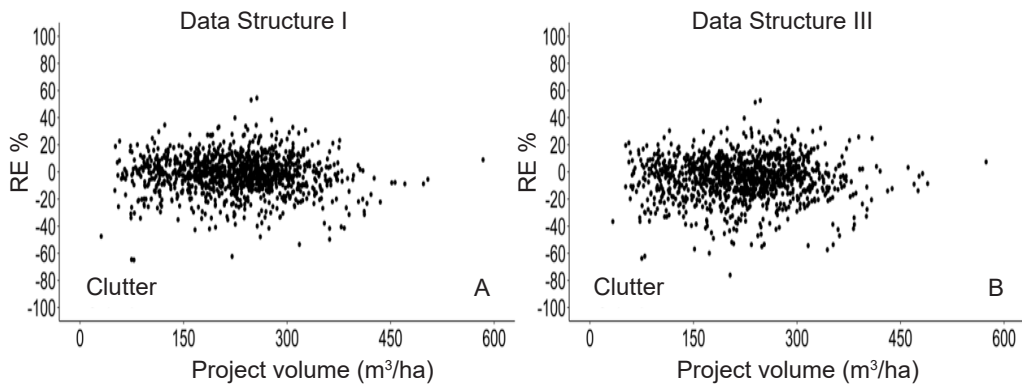 Data Structure I
100
80
60
40
20
0
-20
-40
-60
-80
-100
RE %
Clutter
A
0 150 300 450 600
Project volume (m³/ha)
Data Structure III
100
80
60
40
20
0
-20
-40
-60
-80
-100
RE %
Clutter
B
0 150 300 450 600
Project volume (m³/ha)